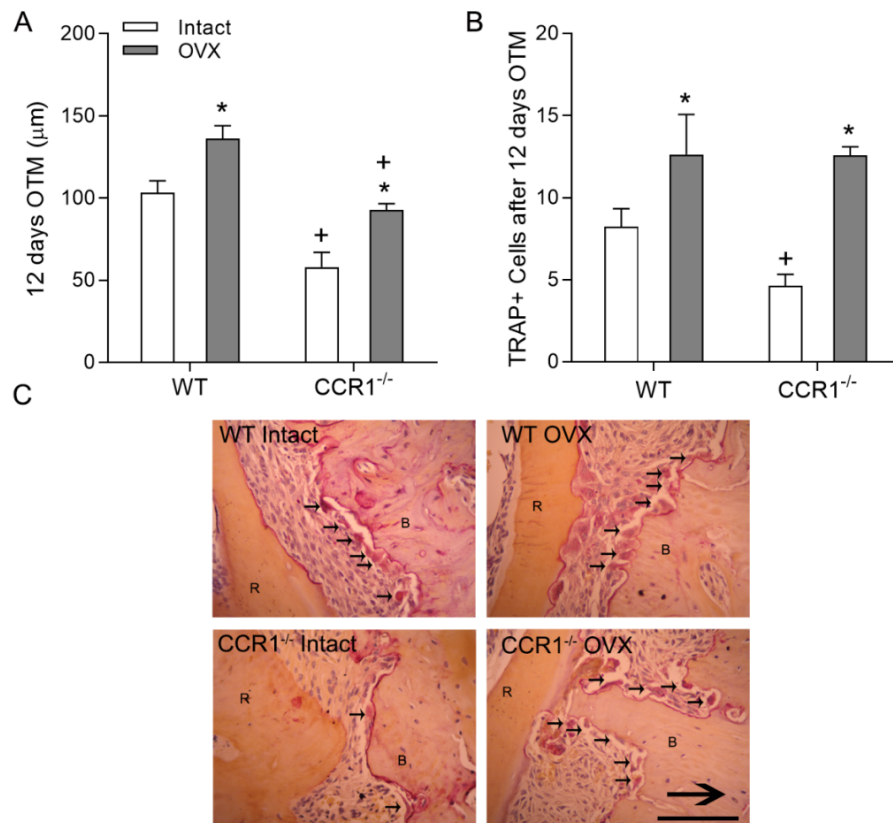 A
12 days OTM (μm)
200
150
100
50
0
Intact
OVX
*
+
+
*
WT
CCR1-/-
B
TRAP+ Cells after 12 days OTM
20
15
10
5
0
*
+
*
WT
CCR1-/-
C
WT Intact
R
B
WT OVX
R
B
CCR1-/- Intact
R
B
CCR1-/- OVX
R
B